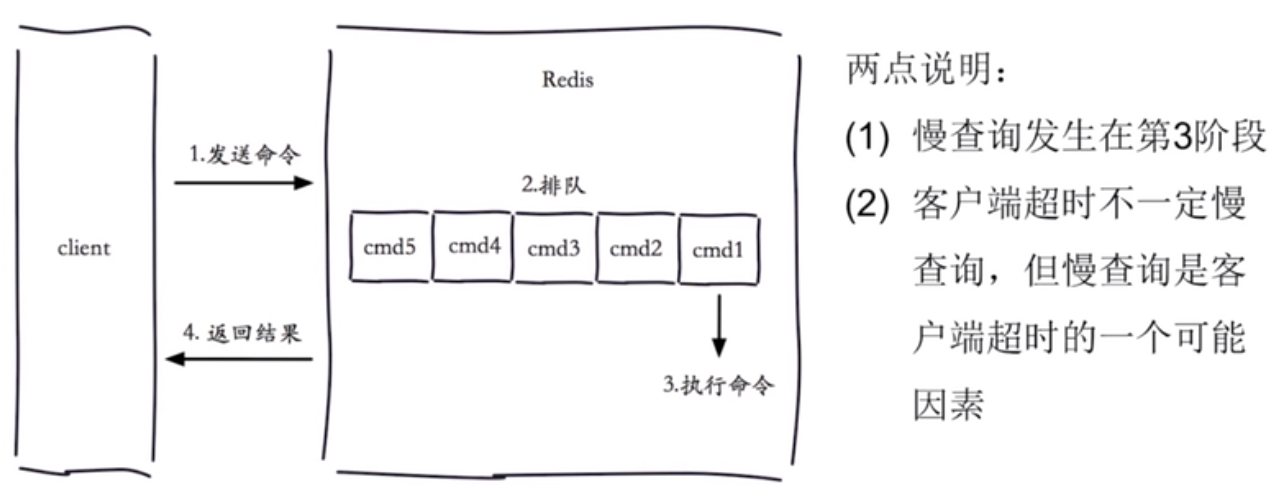 Redis
1.发送命令
2.排队
client
cmd5 cmd4 cmd3 cmd2 cmd1
4. 返回结果
3.执行命令
两点说明：
(1) 慢查询发生在第3阶段
(2) 客户端超时不一定慢
查询，但慢查询是客
户端超时的一个可能
因素